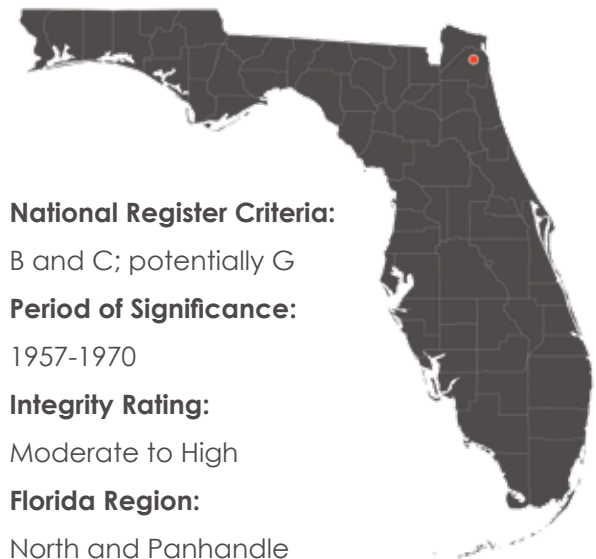 National Register Criteria:
B and C; potentially G
Period of Significance:
1957-1970
Integrity Rating:
Moderate to High
Florida Region:
North and Panhandle